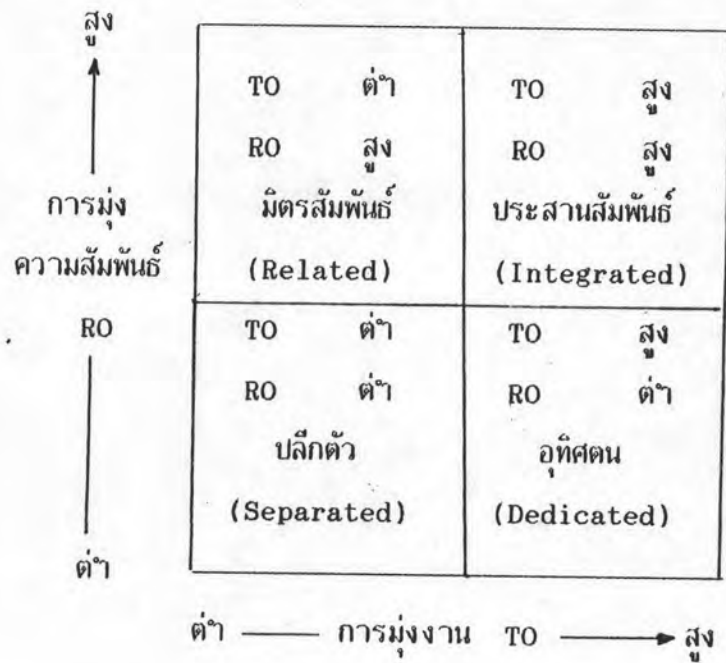 สูง
TO ต่ำ TO สูง
RO สูง RO สูง
การมุ่ง มิตรสัมพันธ์ ประสานสัมพันธ์
ความสัมพันธ์ (Related) (Integrated)
RO TO ต่ำ TO สูง
RO ต่ำ RO ต่ำ
ปลีกตัว อุทิศตน
(Separated) (Dedicated)
ต่ำ
ต่ำ การมุ่งงาน TO สูง